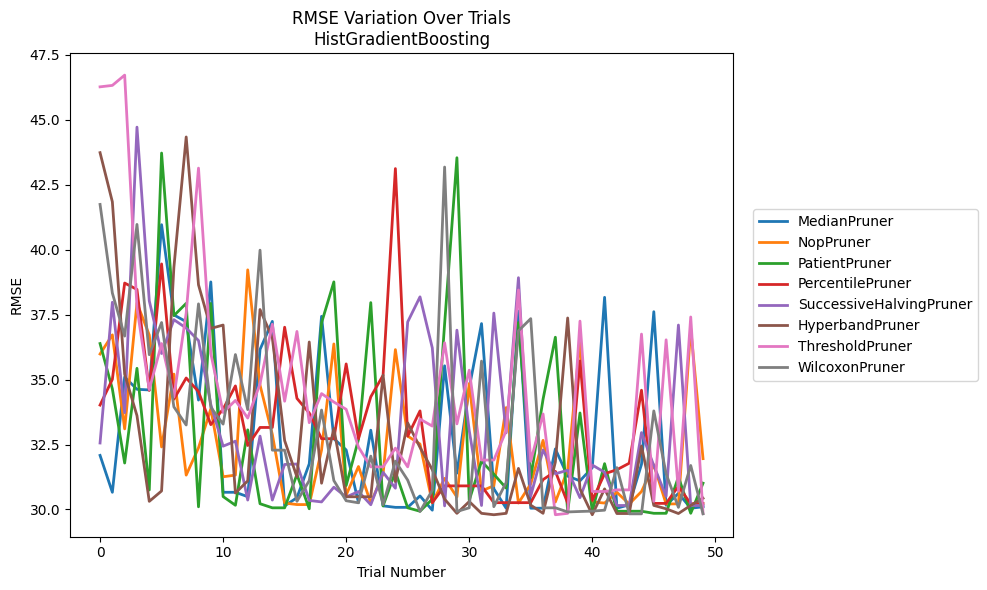 RMSE Variation Over Trials
HistGradientBoosting
47.5
45.0
42.5
40.0
37.5
35.0
32.5
30.0
RMSE
0
10
20
30
40
50
Trial Number
MedianPruner
NopPruner
PatientPruner
PercentilePruner
SuccessiveHalvingPruner
HyperbandPruner
ThresholdPruner
WilcoxonPruner